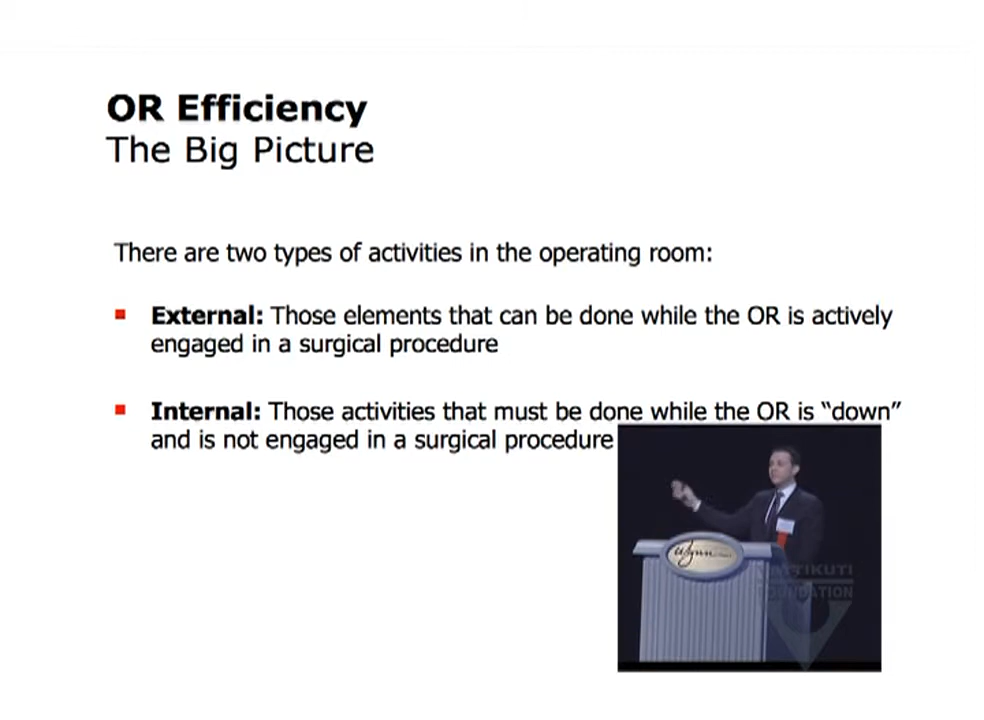 OR Efficiency
The Big Picture
There are two types of activities in the operating room:
External: Those elements that can be done while the OR is actively
engaged in a surgical procedure
Internal: Those activities that must be done while the OR is “down”
and is not engaged in a surgical procedure
Wynn
FOUNDATION